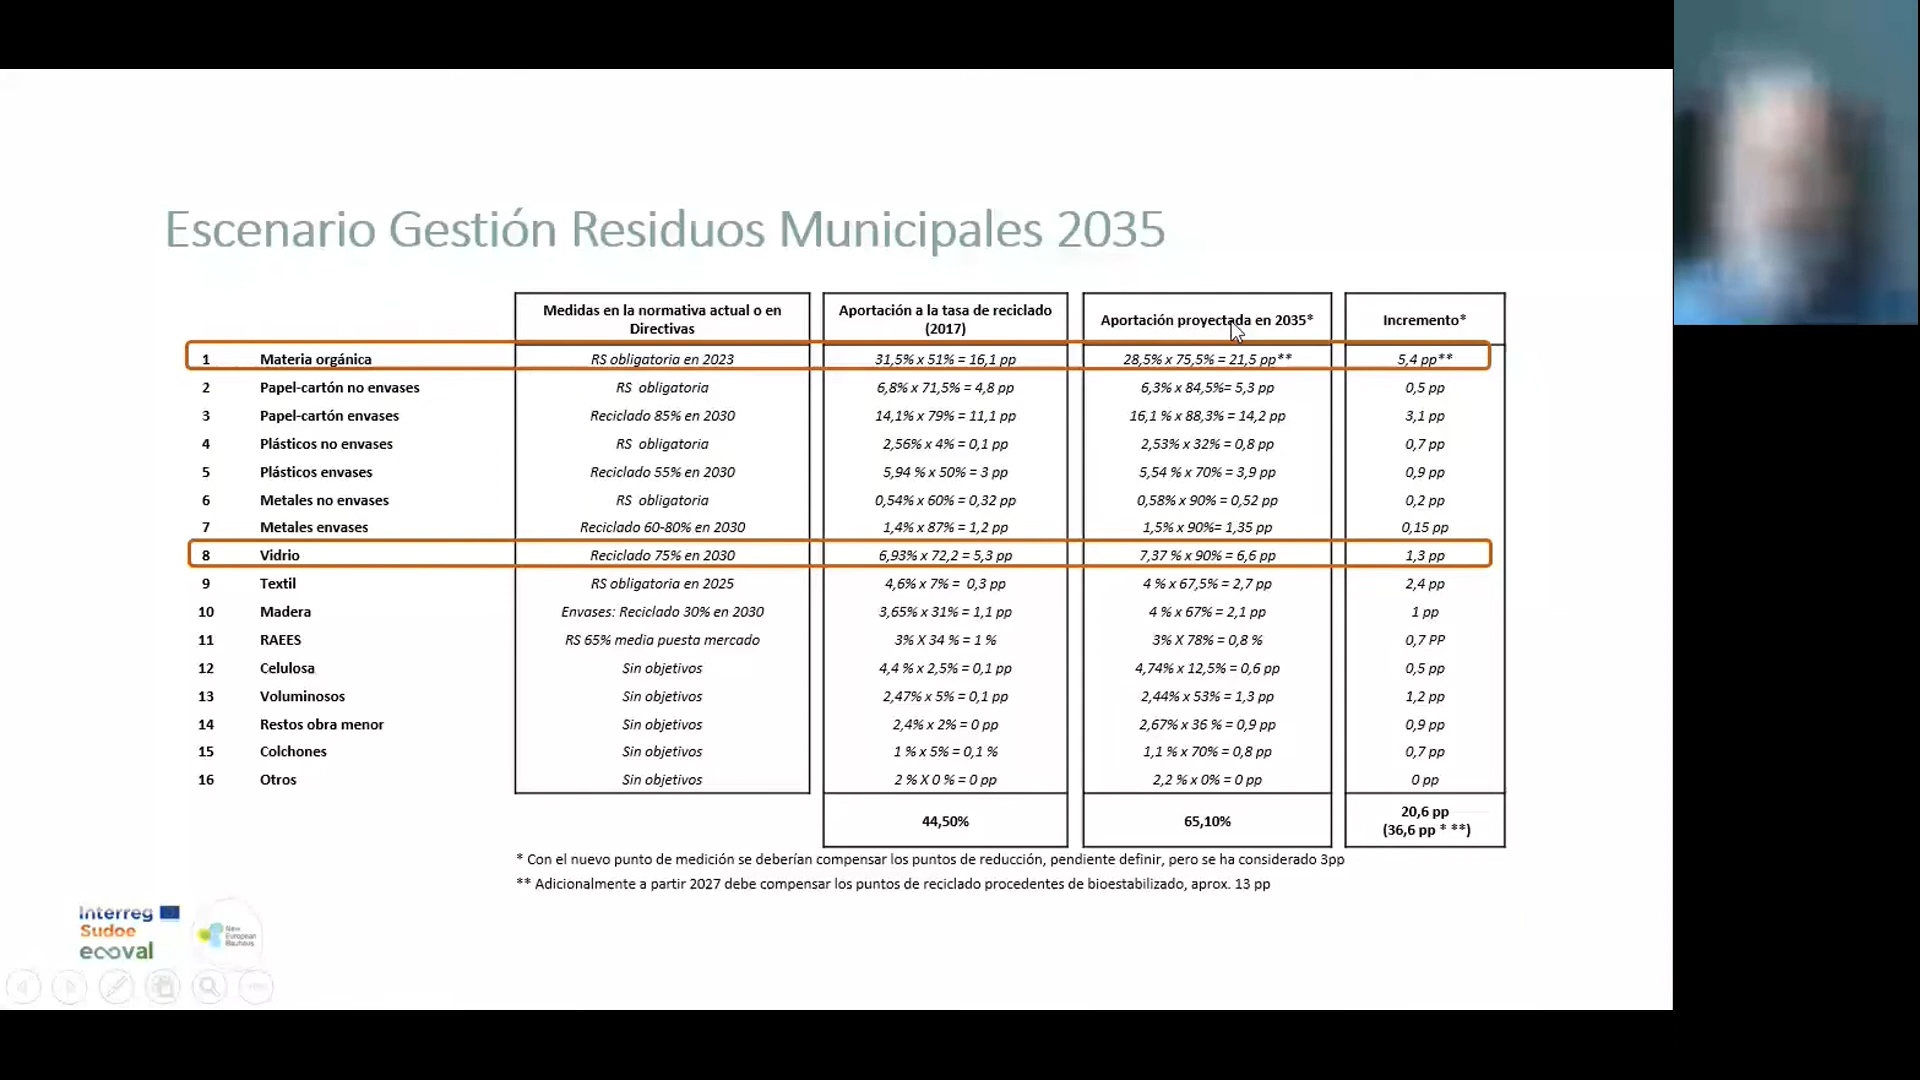 Escenario Gestión Residuos Municipales 2035
Medidas en la normativa actual o en Directivas | Aportación a la tasa de reciclado (2017) | Aportación proyectada en 2035* | Incremento*
1 Materia orgánica RS obligatoria en 2023 31,5% x 51% = 16,1 pp 28,5% x 75,5% = 21,5 pp** 5,4 pp**
2 Papel-cartón no envases RS obligatoria 6,8% x 71,5% = 4,8 pp 6,3% x 84,5%= 5,3 pp 0,5 pp
3 Papel-cartón envases Reciclado 85% en 2030 14,1% x 79% = 11,1 pp 16,1 % x 88,3% = 14,2 pp 3,1 pp
4 Plásticos no envases RS obligatoria 2,56% x 4% = 0,1 pp 2,53% x 32% = 0,8 pp 0,7 pp
5 Plásticos envases Reciclado 55% en 2030 5,94 % x 50% = 3 pp 5,54 % x 70% = 3,9 pp 0,9 pp
6 Metales no envases RS obligatoria 0,54% x 60% = 0,32 pp 0,58% x 90% = 0,52 pp 0,2 pp
7 Metales envases Reciclado 60-80% en 2030 1,4% x 87% = 1,2 pp 1,5% x 90%= 1,35 pp 0,15 pp
8 Vidrio Reciclado 75% en 2030 6,93% x 72,2 = 5,3 pp 7,37 % x 90% = 6,6 pp 1,3 pp
9 Textil RS obligatoria en 2025 4,6% x 7% = 0,3 pp 4 % x 67,5% = 2,7 pp 2,4 pp
10 Madera Envases: Reciclado 30% en 2030 3,65% x 31% = 1,1 pp 4 % x 67% = 2,1 pp 1 pp
11 RAEES RS 65% media puesta mercado 3% X 34 % = 1 % 3% X 78% = 0,8 % 0,7 PP
12 Celulosa Sin objetivos 4,4 % x 2,5% = 0,1 pp 4,74% x 12,5% = 0,6 pp 0,5 pp
13 Voluminosos Sin objetivos 2,47% x 5% = 0,1 pp 2,44% x 53% = 1,3 pp 1,2 pp
14 Restos obra menor Sin objetivos 2,4% x 2% = 0 pp 2,67% x 36 % = 0,9 pp 0,9 pp
15 Colchones Sin objetivos 1 % x 5% = 0,1 % 1,1 % x 70% = 0,8 pp 0,7 pp
16 Otros Sin objetivos 2 % X 0 % = 0 pp 2,2 % x 0% = 0 pp 0 pp
44,50% 65,10% 20,6 pp (36,6 pp * **)
* Con el nuevo punto de medición se deberían compensar los puntos de reducción, pendiente definir, pero se ha considerado 3pp
** Adicionalmente a partir 2027 debe compensar los puntos de reciclado procedentes de bioestabilizado, aprox. 13 pp
Interreg
Sudoe
ecoval
New
European
Bauhaus